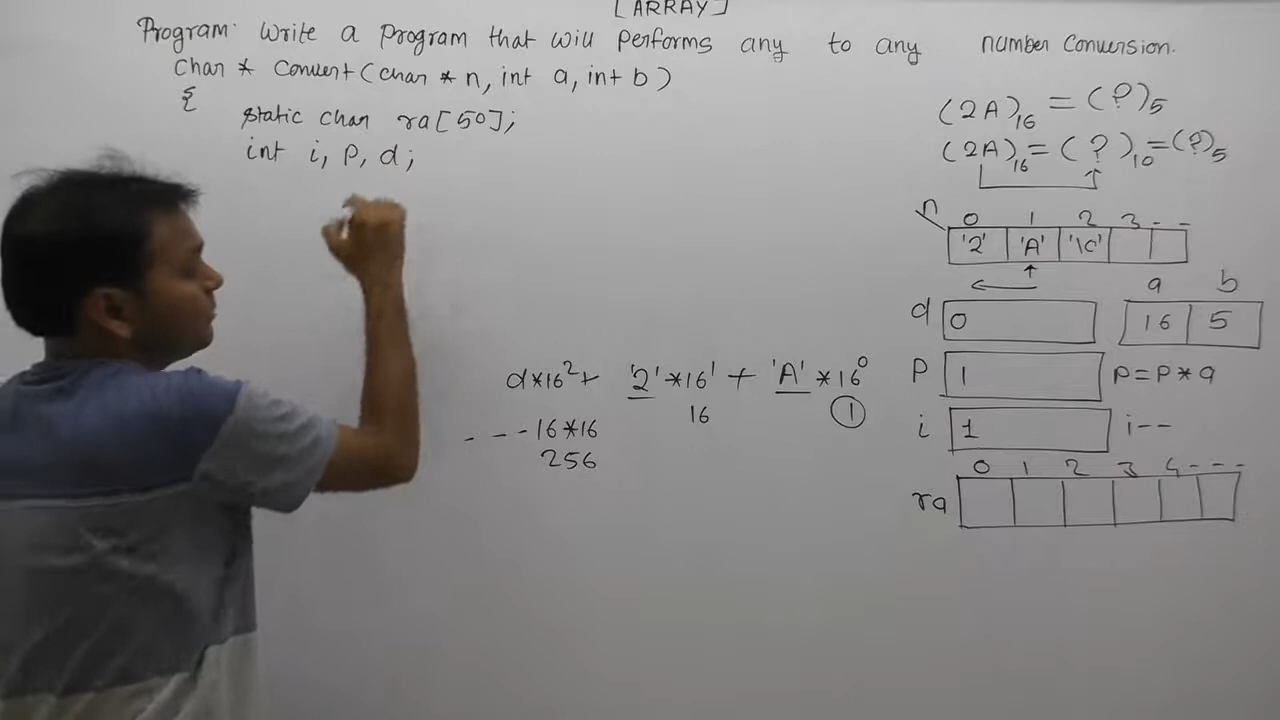 [ARRAY]
Program: Write a program that will performs any to any number conversion.
char * convert(char * n, int a, int b)
{
static char ra[50];
int i, p, d;
(2A)16 = (?)5
(2A)16 = (?)10 = (?)5
n 0 1 2 3 - -
'2' 'A' '\0'
a b
d 0 16 5
d*16² + '2'*16¹ + 'A'*16⁰
p 1 p=p*a
16 1
- - - 16*16
i 1 i--
256
0 1 2 3 4 - - -
ra